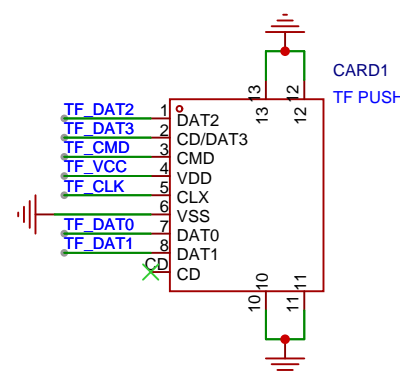 CARD1
TF PUSH
13 12
13 12
TF_DAT2 1 DAT2
TF_DAT3 2 CD/DAT3
TF_CMD 3 CMD
TF_VCC 4 VDD
TF_CLK 5 CLX
6 VSS
TF_DAT0 7 DAT0
TF_DAT1 8 DAT1
CD CD
10 11
10 11